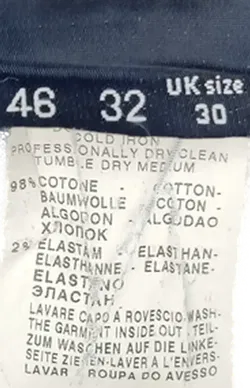 46 32 UK size 30
COLD IRON
PROFESSIONALLY DRY CLEAN
TUMBLE DRY MEDIUM
98% COTONE - COTTON-
BAUMWOLLE - COTON -
ALGODON - ALGODAO
ХЛОПОК
2% ELASTAM - ELASTHAN-
ELASTHANNE - ELASTANE-
ELASTANO
ЭЛАСТАН
LAVARE CAPO A ROVESCIO-WASH-
THE GARMENT INSIDE OUT - TEIL-
ZUM WASCHEN AUF DIE LINKE-
SEITE ZIEHEN-LAVER A L'ENVERS-
LAVAR A ROUPA DO AVESSO